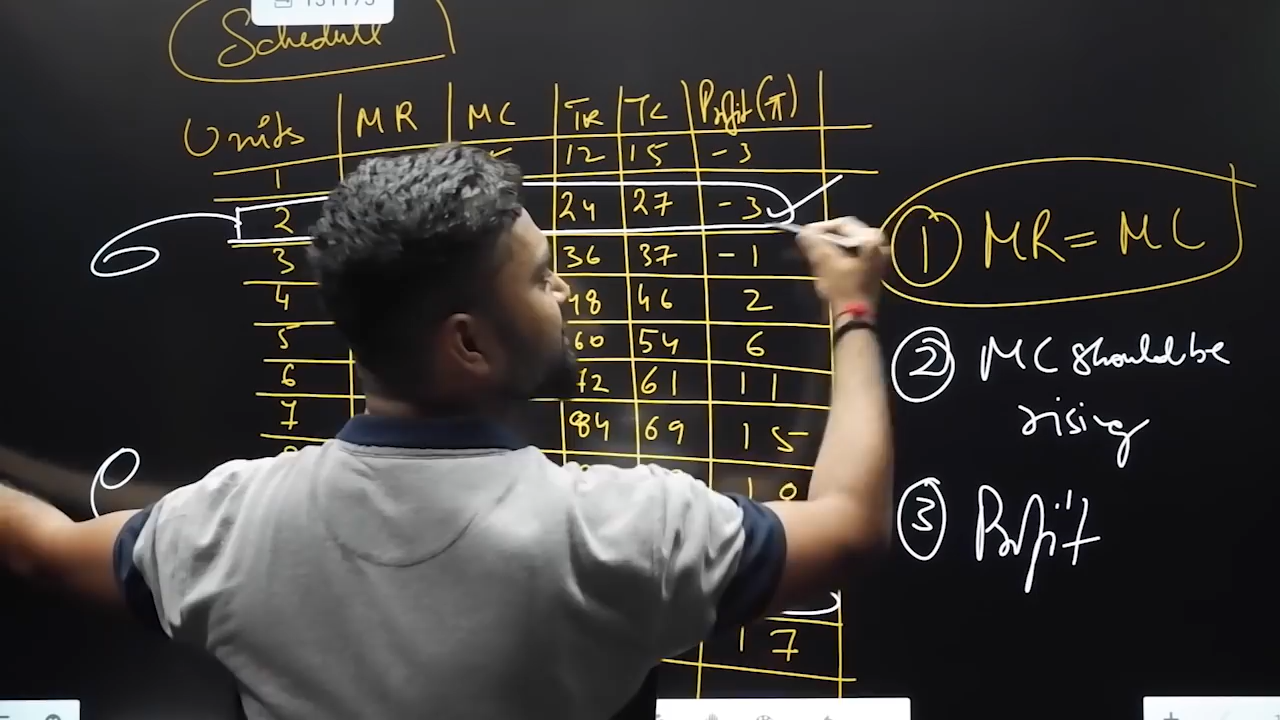 Schedule
Units MR MC TR TC Profit (π)
1 12 15 -3
2 24 27 -3
3 36 37 -1
4 48 46 2
5 60 54 6
6 72 61 11
7 84 69 15
17
① MR = MC
② MC should be
rising
③ Profit